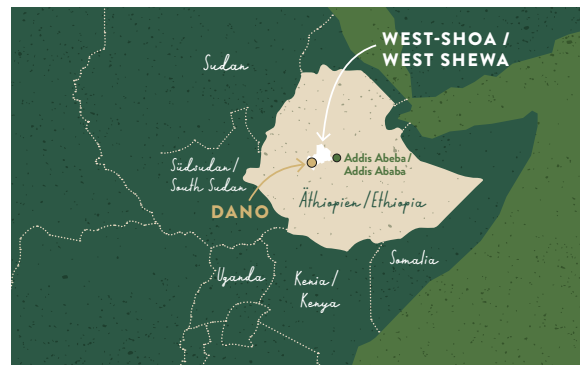 WEST-SHOA /
WEST SHEWA
Sudan
Addis Abeba /
Addis Ababa
Südsudan /
South Sudan
Äthiopien / Ethiopia
DANO
Somalia
Uganda
Kenia /
Kenya